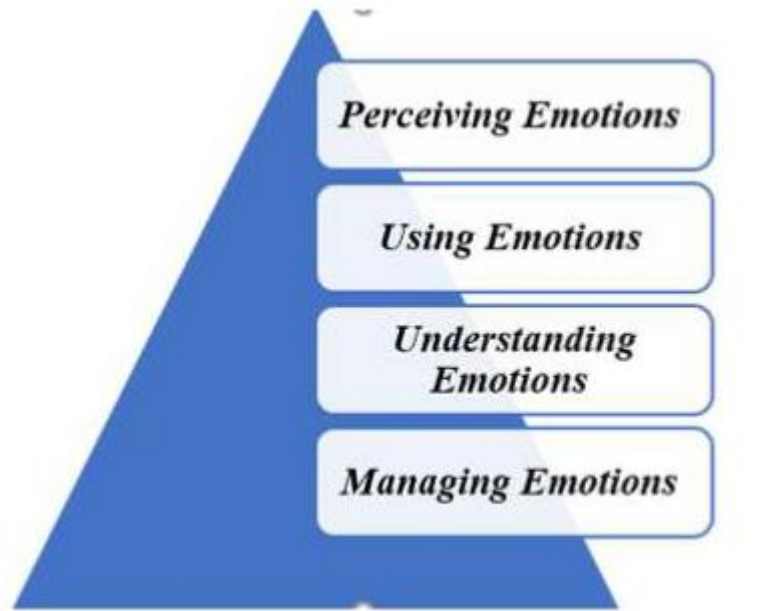 Perceiving Emotions
Using Emotions
Understanding
Emotions
Managing Emotions